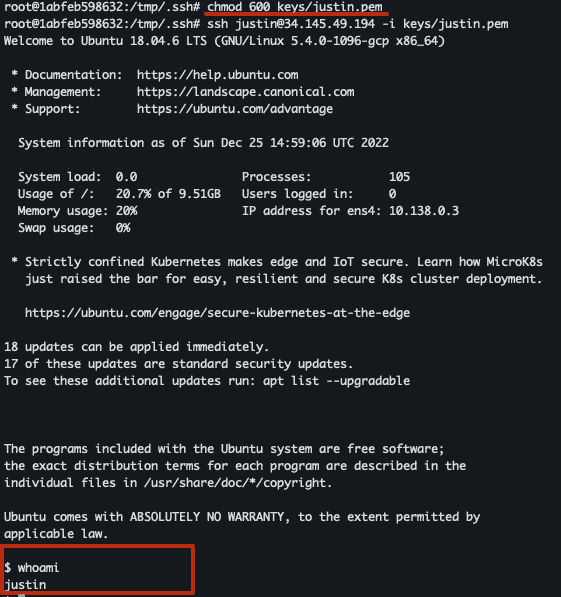 root@1abfeb598632:/tmp/.ssh# chmod 600 keys/justin.pem
root@1abfeb598632:/tmp/.ssh# ssh justin@34.145.49.194 -i keys/justin.pem
Welcome to Ubuntu 18.04.6 LTS (GNU/Linux 5.4.0-1096-gcp x86_64)
* Documentation:  https://help.ubuntu.com
* Management:     https://landscape.canonical.com
* Support:        https://ubuntu.com/advantage
System information as of Sun Dec 25 14:59:06 UTC 2022
System load:  0.0               Processes:           105
Usage of /:   20.7% of 9.51GB   Users logged in:     0
Memory usage: 20%               IP address for ens4: 10.138.0.3
Swap usage:   0%
* Strictly confined Kubernetes makes edge and IoT secure. Learn how MicroK8s
just raised the bar for easy, resilient and secure K8s cluster deployment.
https://ubuntu.com/engage/secure-kubernetes-at-the-edge
18 updates can be applied immediately.
17 of these updates are standard security updates.
To see these additional updates run: apt list --upgradable
The programs included with the Ubuntu system are free software;
the exact distribution terms for each program are described in the
individual files in /usr/share/doc/*/copyright.
Ubuntu comes with ABSOLUTELY NO WARRANTY, to the extent permitted by
applicable law.
$ whoami
justin